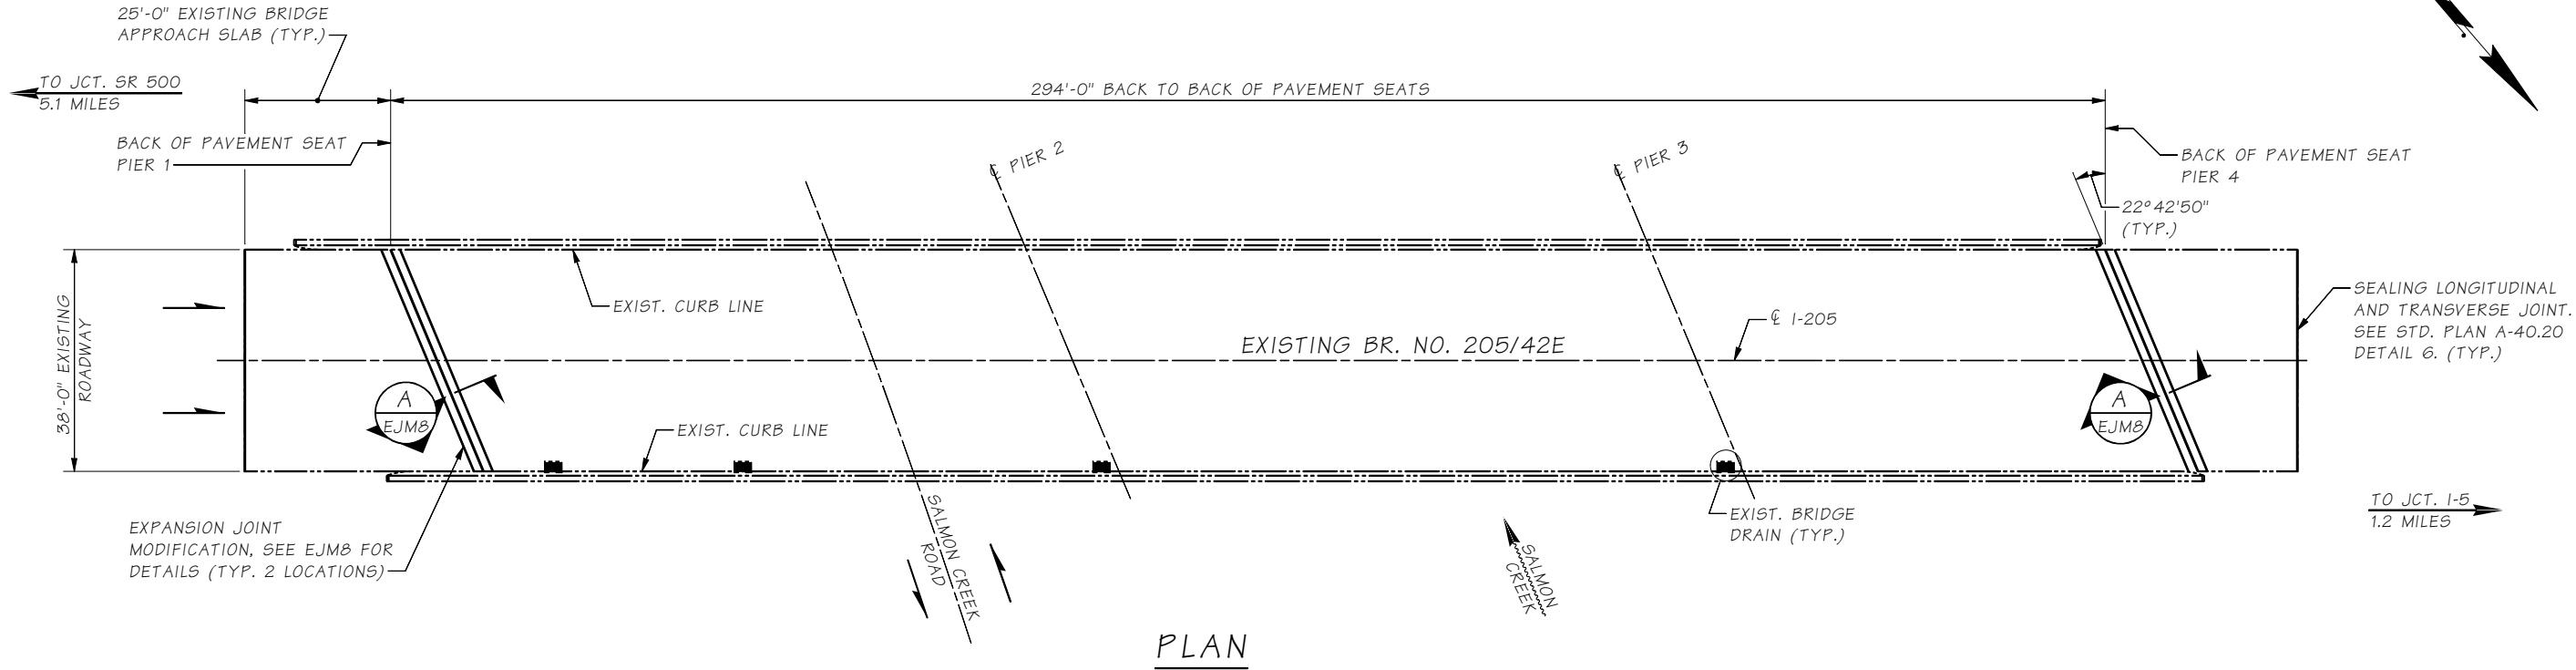 25'-0" EXISTING BRIDGE
APPROACH SLAB (TYP.)
TO JCT. SR 500
5.1 MILES
294'-0" BACK TO BACK OF PAVEMENT SEATS
BACK OF PAVEMENT SEAT
PIER 1
℄ PIER 2
℄ PIER 3
BACK OF PAVEMENT SEAT
PIER 4
22°42'50"
(TYP.)
38'-0" EXISTING
ROADWAY
EXIST. CURB LINE
℄ I-205
EXISTING BR. NO. 205/42E
SEALING LONGITUDINAL
AND TRANSVERSE JOINT.
SEE STD. PLAN A-40.20
DETAIL 6. (TYP.)
A
EJM8
EXIST. CURB LINE
A
EJM8
EXPANSION JOINT
MODIFICATION, SEE EJM8 FOR
DETAILS (TYP. 2 LOCATIONS)
SALMON CREEK
ROAD
SALMON
CREEK
EXIST. BRIDGE
DRAIN (TYP.)
TO JCT. I-5
1.2 MILES
PLAN